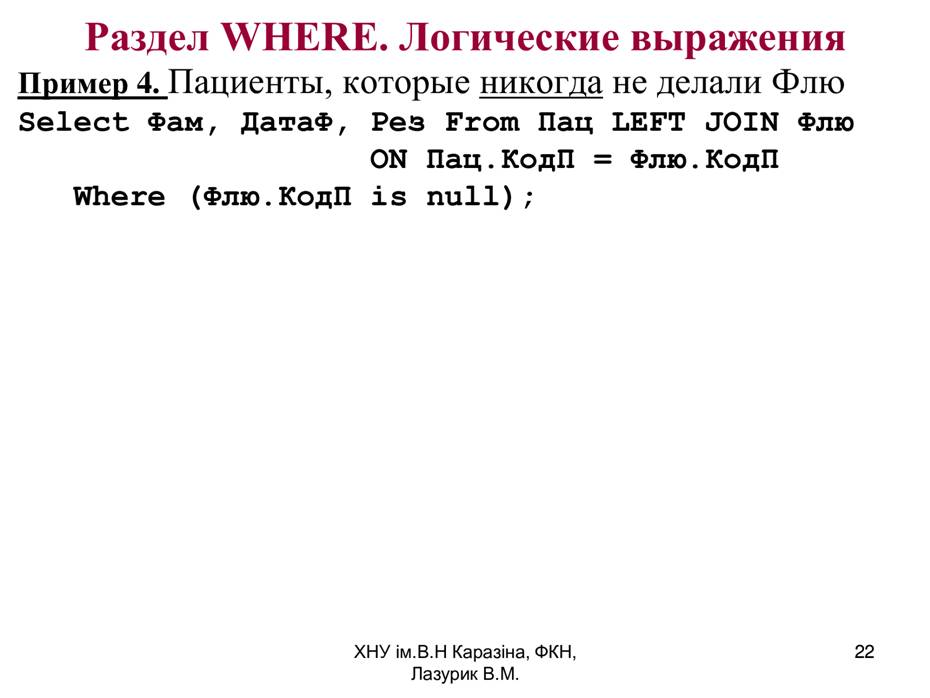 Раздел WHERE. Логические выражения
Пример 4. Пациенты, которые никогда не делали Флю
Select Фам, ДатаФ, Рез From Пац LEFT JOIN Флю
ON Пац.КодП = Флю.КодП
Where (Флю.КодП is null);
ХНУ ім.В.Н Каразіна, ФКН,
Лазурик В.М.
22